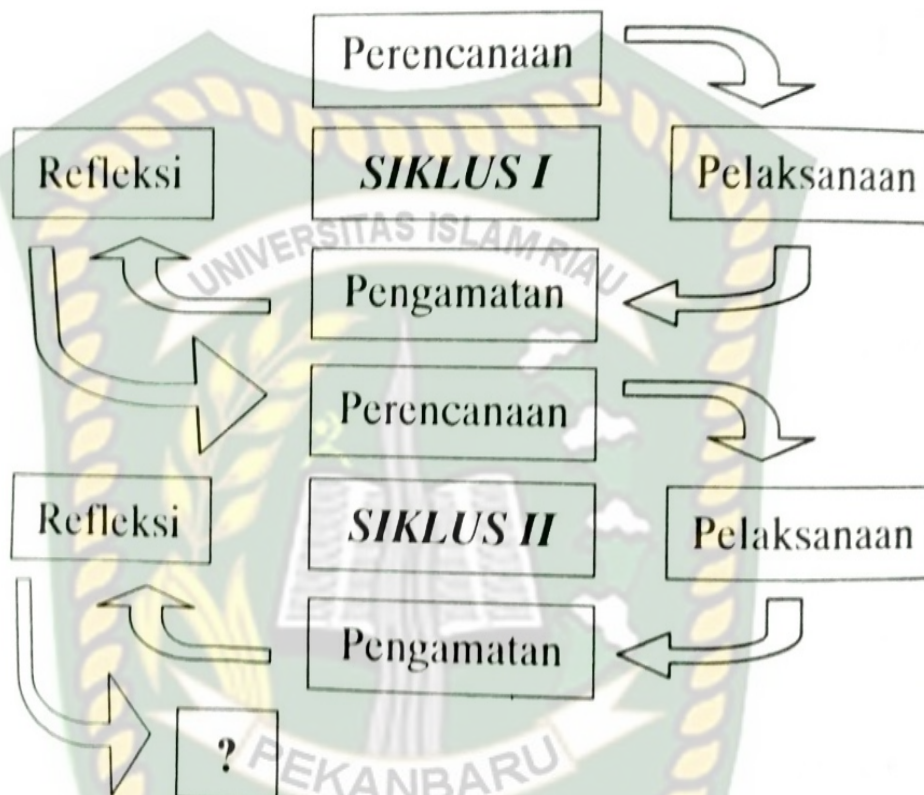 Perencanaan
Refleksi
SIKLUS I
Pelaksanaan
UNIVERSITAS ISLAM RIAU
Pengamatan
Perencanaan
Refleksi
SIKLUS II
Pelaksanaan
Pengamatan
?
PEKANBARU